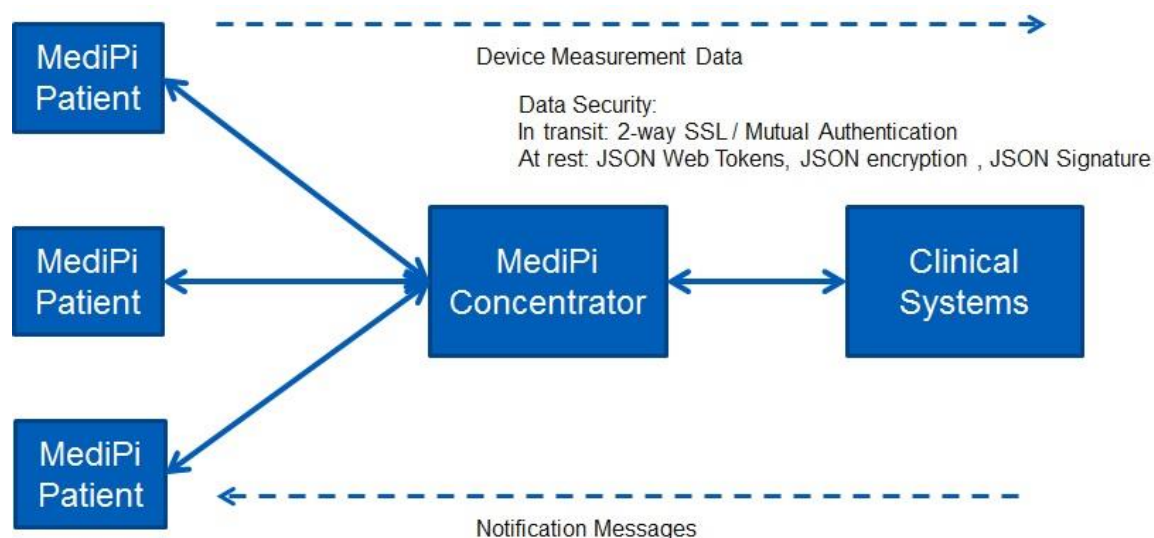 MediPi
Patient
Device Measurement Data
Data Security:
In transit: 2-way SSL / Mutual Authentication
At rest: JSON Web Tokens, JSON encryption , JSON Signature
MediPi
Patient
MediPi
Concentrator
Clinical
Systems
MediPi
Patient
Notification Messages